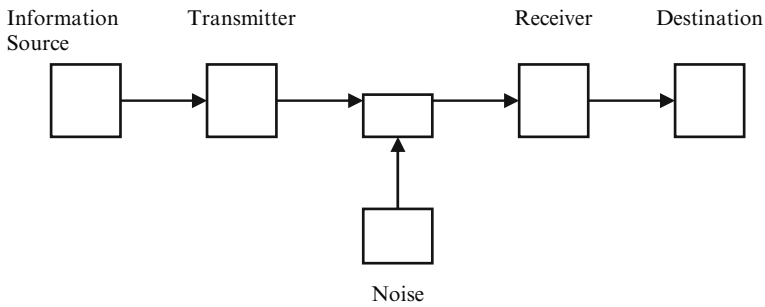 Information
Source
Transmitter
Receiver
Destination
Noise